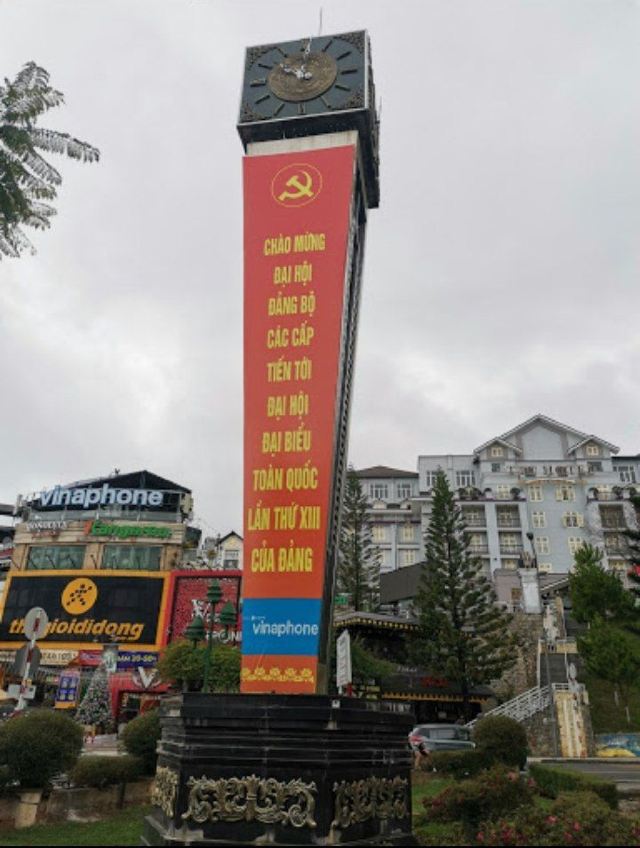 CHÀO MỪNG
ĐẠI HỘI
ĐẢNG BỘ
CÁC CẤP
TIẾN TỚI
ĐẠI HỘI
ĐẠI BIỂU
TOÀN QUỐC
LẦN THỨ XIII
CỦA ĐẢNG
vinaphone
vinaphone
thegioididong